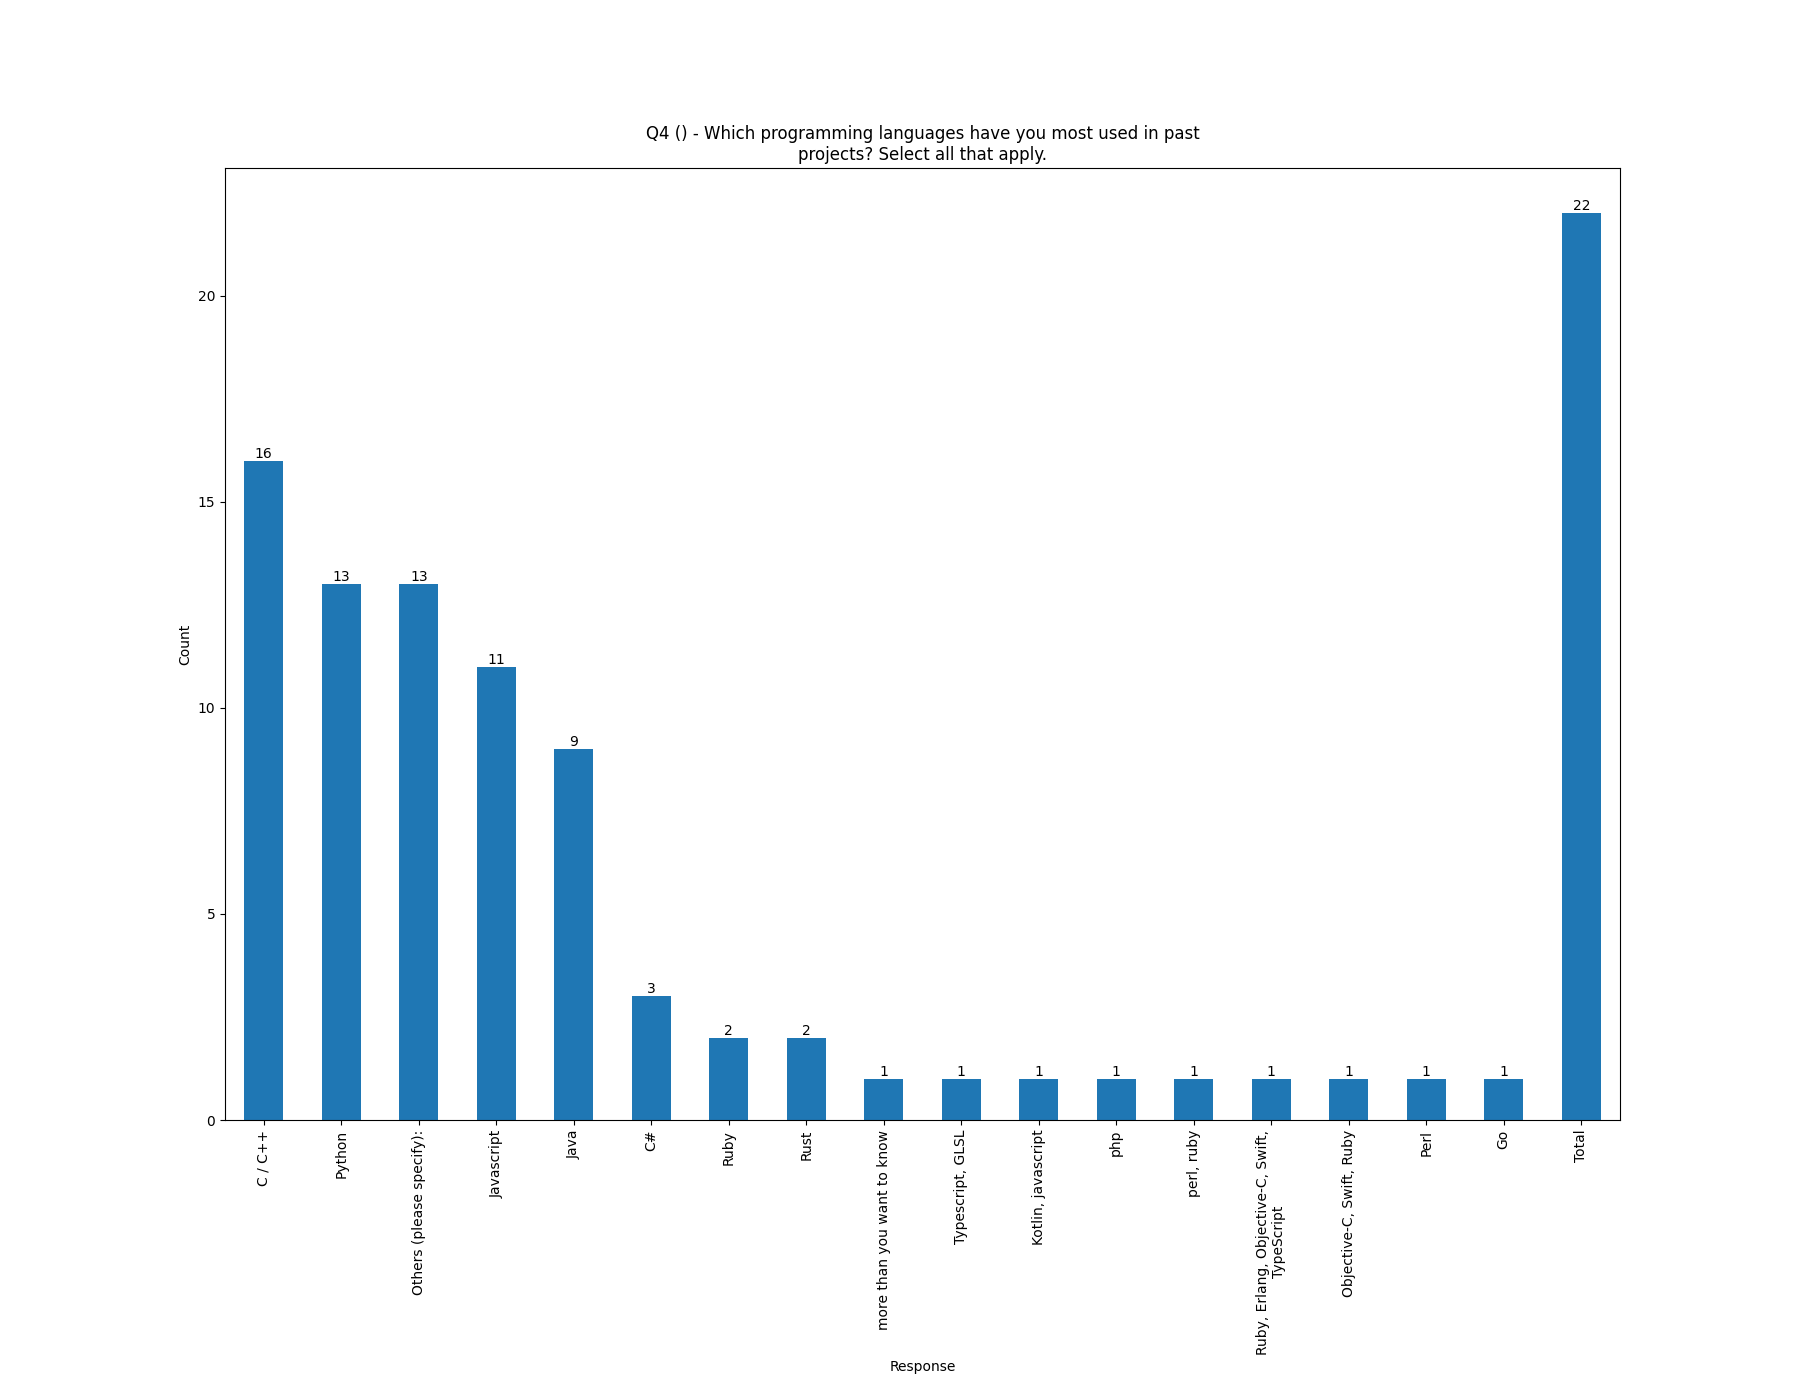 Q4 () - Which programming languages have you most used in past
projects? Select all that apply.
22
20
16
15
13
13
11
10
9
5
3
2
2
1
1
1
1
1
1
1
1
1
0
Count
C / C++
Python
Others (please specify):
Javascript
Java
C#
Ruby
Rust
more than you want to know
Typescript, GLSL
Kotlin, javascript
php
perl, ruby
Ruby, Erlang, Objective-C, Swift,
TypeScript
Objective-C, Swift, Ruby
Perl
Go
Total
Response